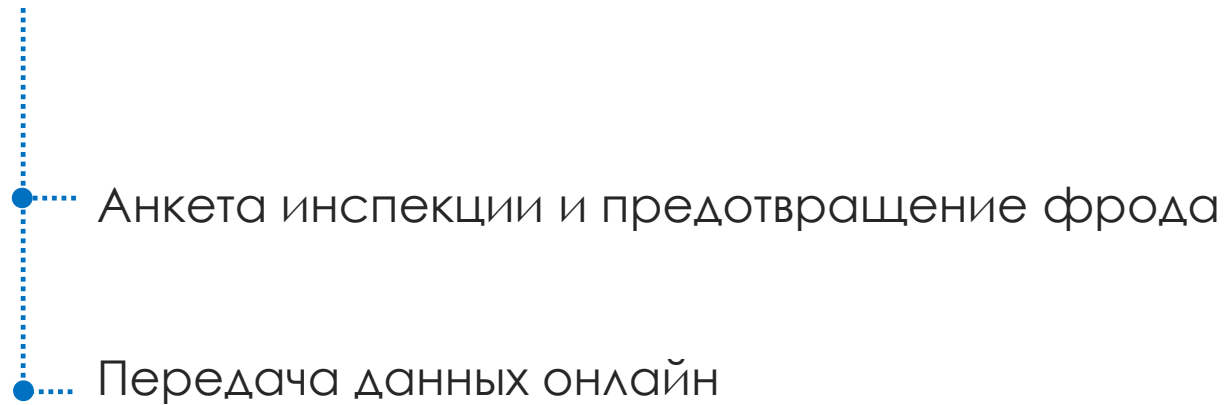 Анкета инспекции и предотвращение фрода
Передача данных онлайн